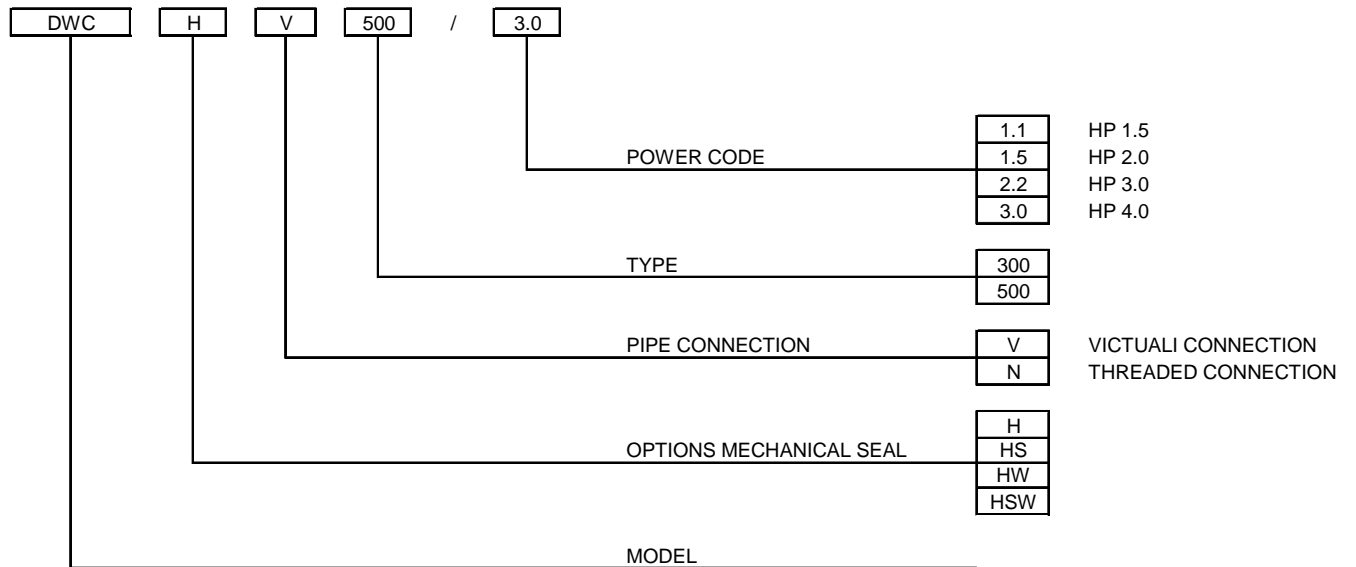 DWC H V 500 / 3.0
1.1 HP 1.5
POWER CODE 1.5 HP 2.0
2.2 HP 3.0
3.0 HP 4.0
TYPE 300
500
PIPE CONNECTION V VICTUALI CONNECTION
N THREADED CONNECTION
H
OPTIONS MECHANICAL SEAL HS
HW
HSW
MODEL